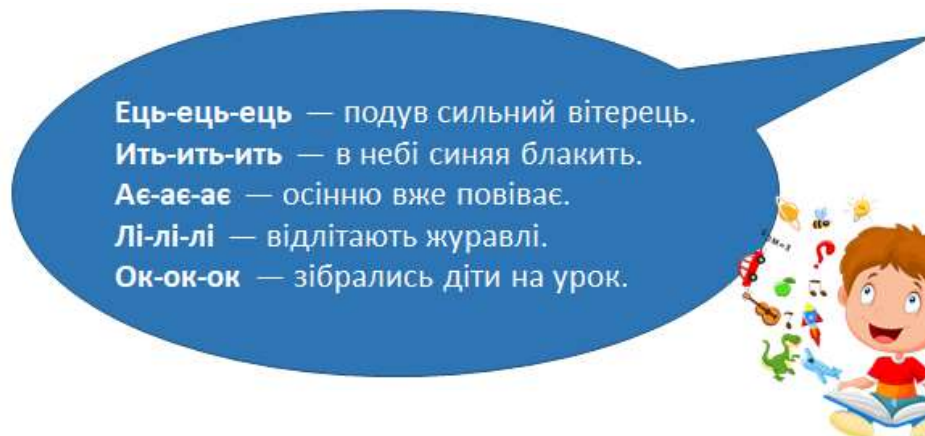 Ець-ець-ець — подув сильний вітерець.
Ить-ить-ить — в небі синяя блакить.
Ає-ає-ає — осінню вже повіває.
Лі-лі-лі — відлітають журавлі.
Ок-ок-ок — зібрались діти на урок.